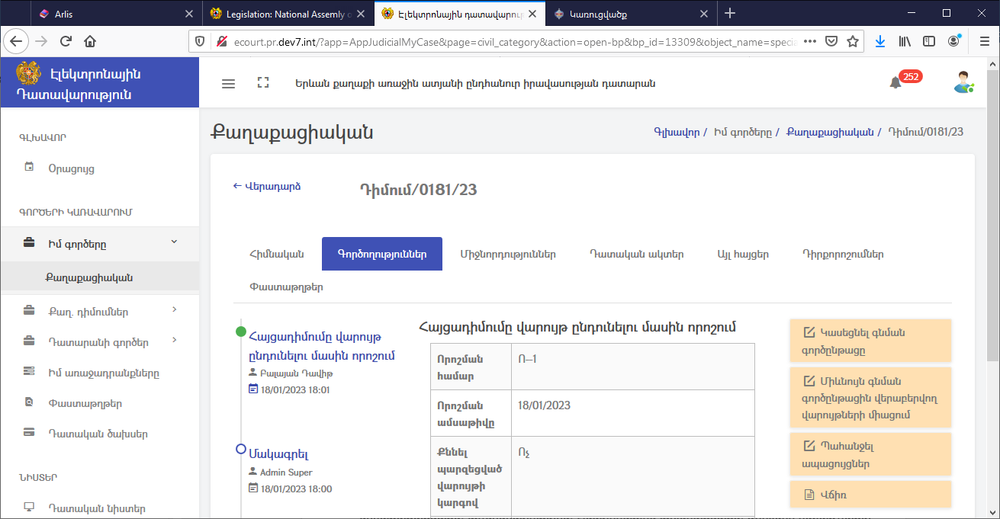 Arlis
Legislation: National Assemly o
Էլեկտրոնային դատավարու
Կառուցվածք
ecourt.pr.dev7.int/?app=AppJudicialMyCase&page=civil_category&action=open-bp&bp_id=13309&object_name=specia
Էլեկտրոնային
Դատավարություն
Երևան քաղաքի առաջին ատյանի ընդհանուր իրավասության դատարան
252
ԳԼԽԱՎՈՐ
Օրացույց
ԳՈՐԾԵՐԻ ԿԱՌԱՎԱՐՈՒՄ
Իմ գործերը
Քաղաքացիական
Քաղ. դիմումներ
Դատարանի գործեր
Իմ առաջադրանքները
Փաստաթղթեր
Դատական ծախսեր
ՆԻՍՏԵՐ
Դատական նիստեր
Քաղաքացիական
Գլխավոր / Իմ գործերը / Քաղաքացիական / Դիմում/0181/23
← Վերադարձ
Դիմում/0181/23
Հիմնական
Գործողություններ
Միջնորդություններ
Դատական ակտեր
Այլ հայցեր
Դիրքորոշումներ
Փաստաթղթեր
Հայցադիմումը վարույթ
ընդունելու մասին որոշում
Բալայան Դավիթ
18/01/2023 18:01
Մակագրել
Admin Super
18/01/2023 18:00
Հայցադիմումը վարույթ ընդունելու մասին որոշում
Որոշման
համար
Ո—1
Որոշման
ամսաթիվը
18/01/2023
Քննել
պարզեցված
վարույթի
կարգով
Ոչ
Կասեցնել գնման
գործընթացը
Միևնույն գնման
գործընթացին վերաբերվող
վարույթների միացում
Պահանջել
ապացույցներ
Վճիռ